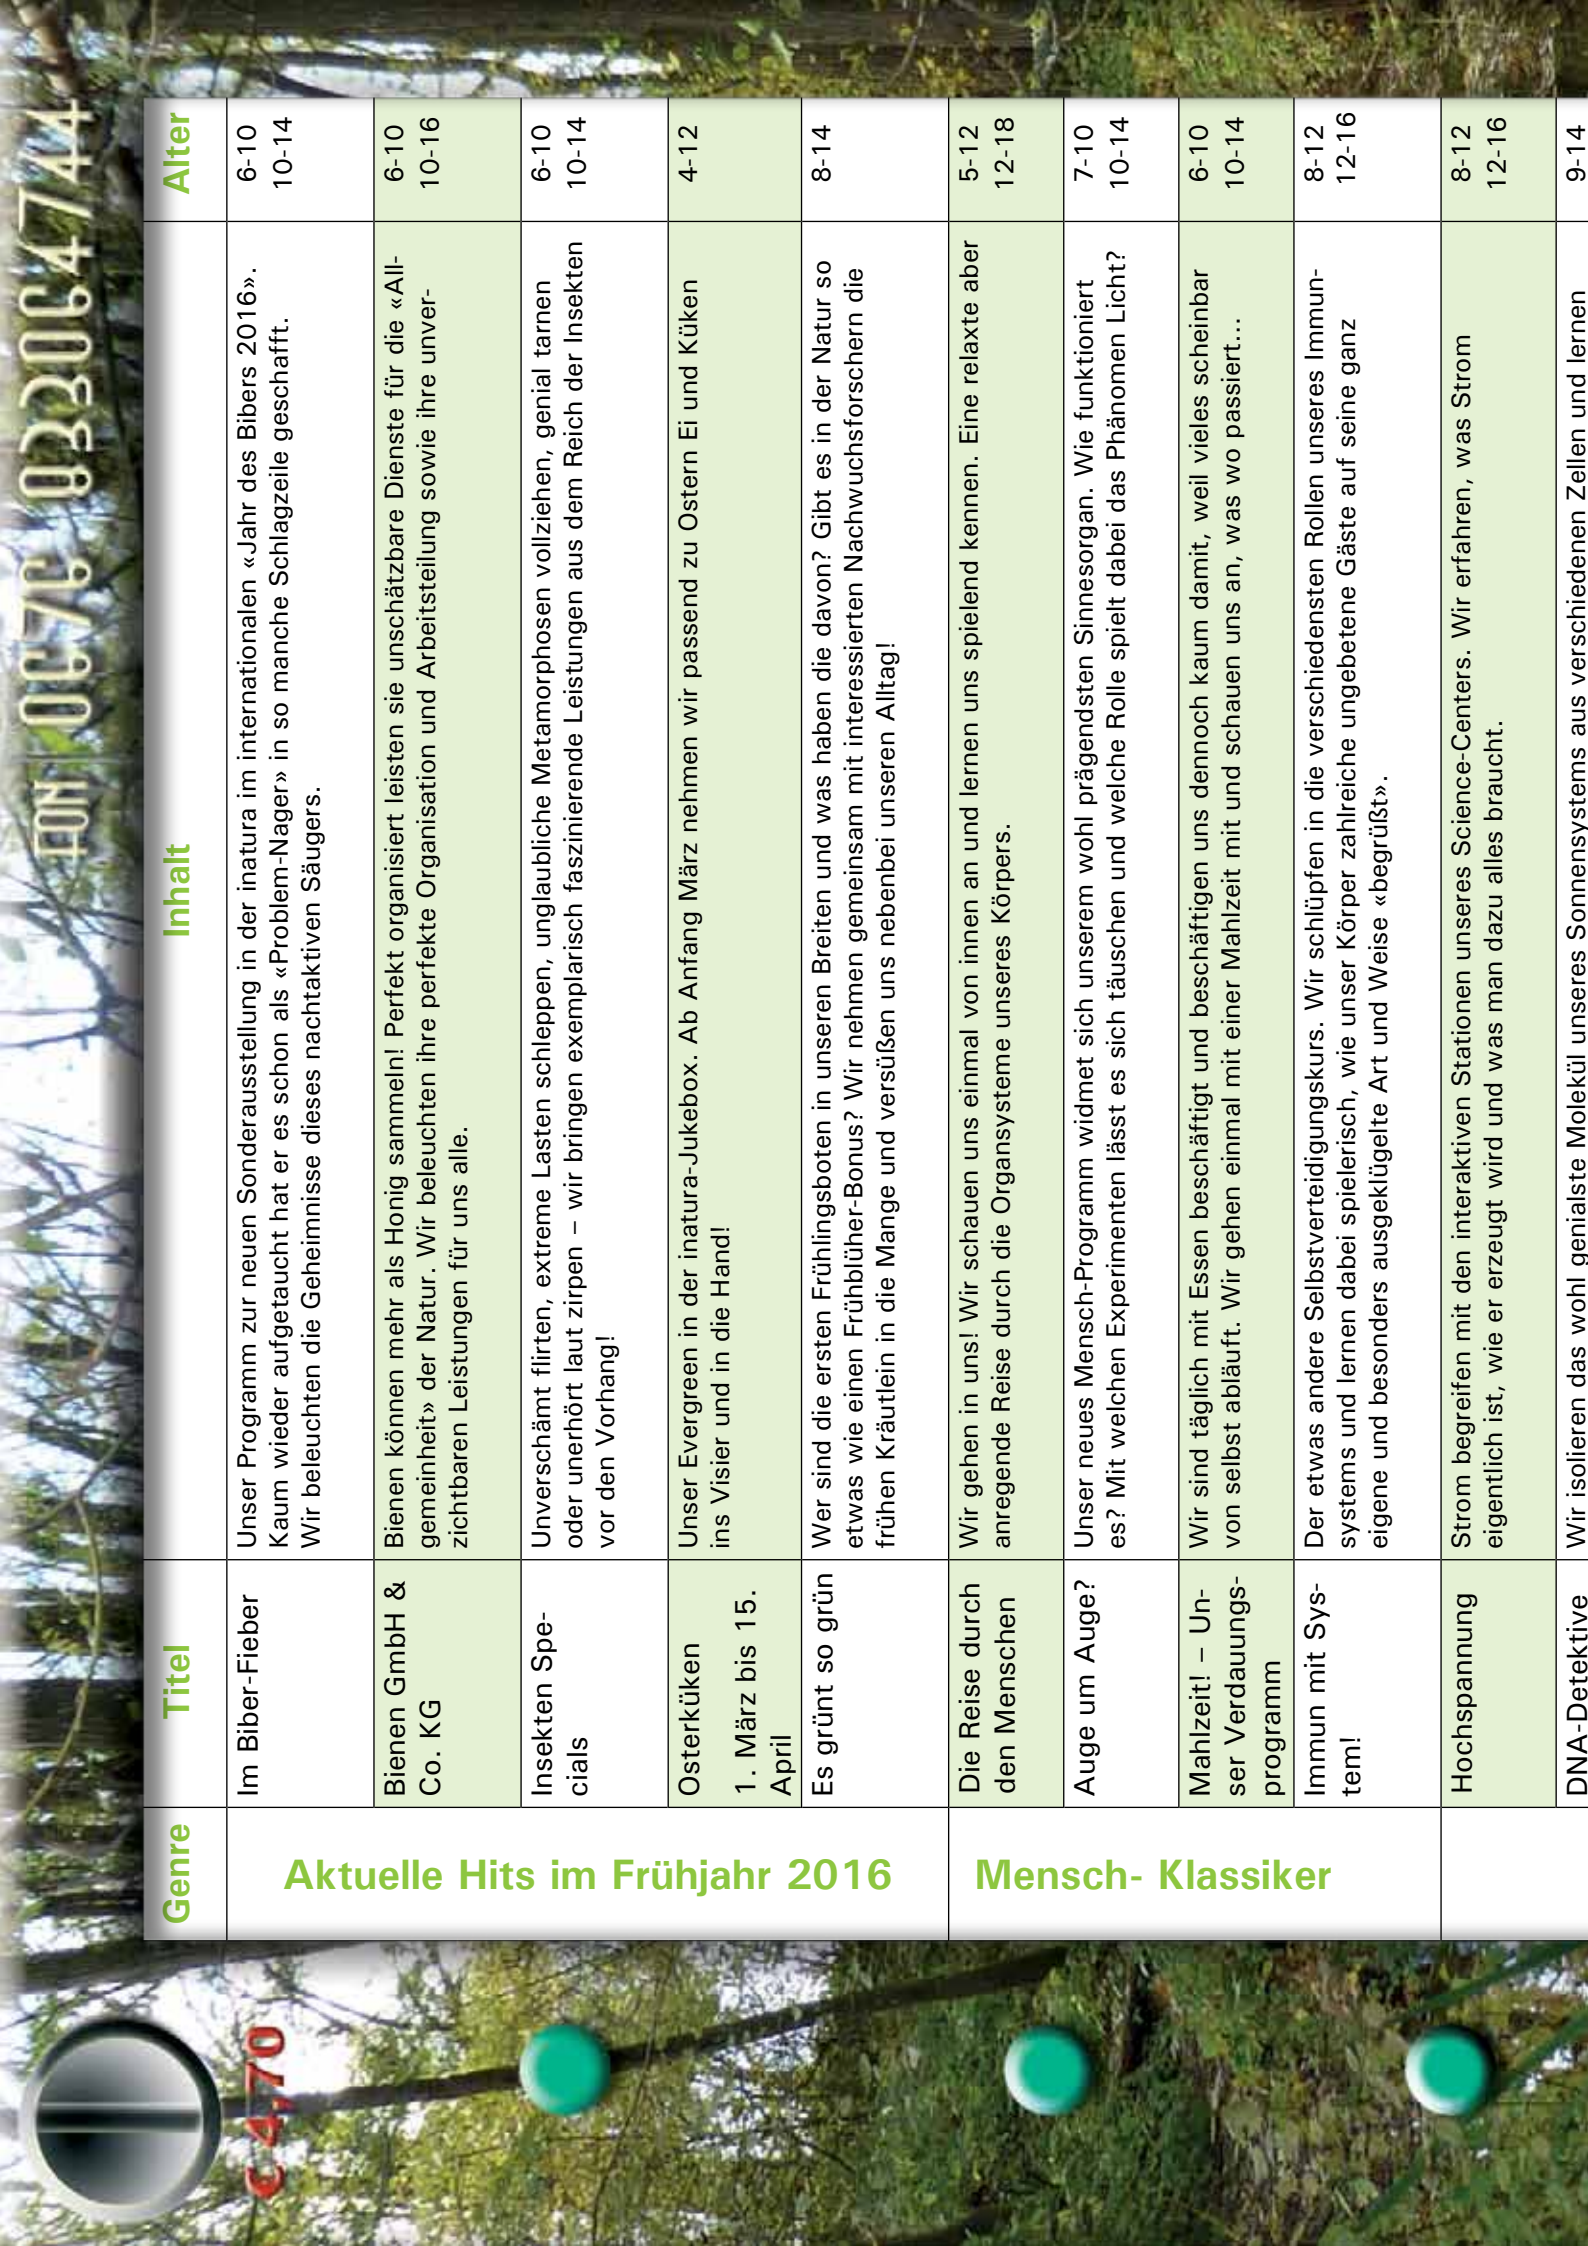 FON 0676 83306 4744
€ 4,70
Genre Titel Inhalt Alter
Aktuelle Hits im Frühjahr 2016
Im Biber-Fieber
Unser Programm zur neuen Sonderausstellung in der inatura im internationalen «Jahr des Bibers 2016».
Kaum wieder aufgetaucht hat er es schon als «Problem-Nager» in so manche Schlagzeile geschafft.
Wir beleuchten die Geheimnisse dieses nachtaktiven Säugers.
6-10
10-14
Bienen GmbH &
Co. KG
Bienen können mehr als Honig sammeln! Perfekt organisiert leisten sie unschätzbare Dienste für die «All-
gemeinheit» der Natur. Wir beleuchten ihre perfekte Organisation und Arbeitsteilung sowie ihre unver-
zichtbaren Leistungen für uns alle.
6-10
10-16
Insekten Spe-
cials
Unverschämt flirten, extreme Lasten schleppen, unglaubliche Metamorphosen vollziehen, genial tarnen
oder unerhört laut zirpen – wir bringen exemplarisch faszinierende Leistungen aus dem Reich der Insekten
vor den Vorhang!
6-10
10-14
Osterküken
1. März bis 15.
April
Unser Evergreen in der inatura-Jukebox. Ab Anfang März nehmen wir passend zu Ostern Ei und Küken
ins Visier und in die Hand!
4-12
Es grünt so grün
Wer sind die ersten Frühlingsboten in unseren Breiten und was haben die davon? Gibt es in der Natur so
etwas wie einen Frühblüher-Bonus? Wir nehmen gemeinsam mit interessierten Nachwuchsforschern die
frühen Kräutlein in die Mange und versüßen uns nebenbei unseren Alltag!
8-14
Mensch- Klassiker
Die Reise durch
den Menschen
Wir gehen in uns! Wir schauen uns einmal von innen an und lernen uns spielend kennen. Eine relaxte aber
anregende Reise durch die Organsysteme unseres Körpers.
5-12
12-18
Auge um Auge?
Unser neues Mensch-Programm widmet sich unserem wohl prägendsten Sinnesorgan. Wie funktioniert
es? Mit welchen Experimenten lässt es sich täuschen und welche Rolle spielt dabei das Phänomen Licht?
7-10
10-14
Mahlzeit! – Un-
ser Verdauungs-
programm
Wir sind täglich mit Essen beschäftigt und beschäftigen uns dennoch kaum damit, weil vieles scheinbar
von selbst abläuft. Wir gehen einmal mit einer Mahlzeit mit und schauen uns an, was wo passiert…
6-10
10-14
Immun mit Sys-
tem!
Der etwas andere Selbstverteidigungskurs. Wir schlüpfen in die verschiedensten Rollen unseres Immun-
systems und lernen dabei spielerisch, wie unser Körper zahlreiche ungebetene Gäste auf seine ganz
eigene und besonders ausgeklügelte Art und Weise «begrüßt».
8-12
12-16
Hochspannung
Strom begreifen mit den interaktiven Stationen unseres Science-Centers. Wir erfahren, was Strom
eigentlich ist, wie er erzeugt wird und was man dazu alles braucht.
8-12
12-16
DNA-Detektive
Wir isolieren das wohl genialste Molekül unseres Sonnensystems aus verschiedenen Zellen und lernen
9-14